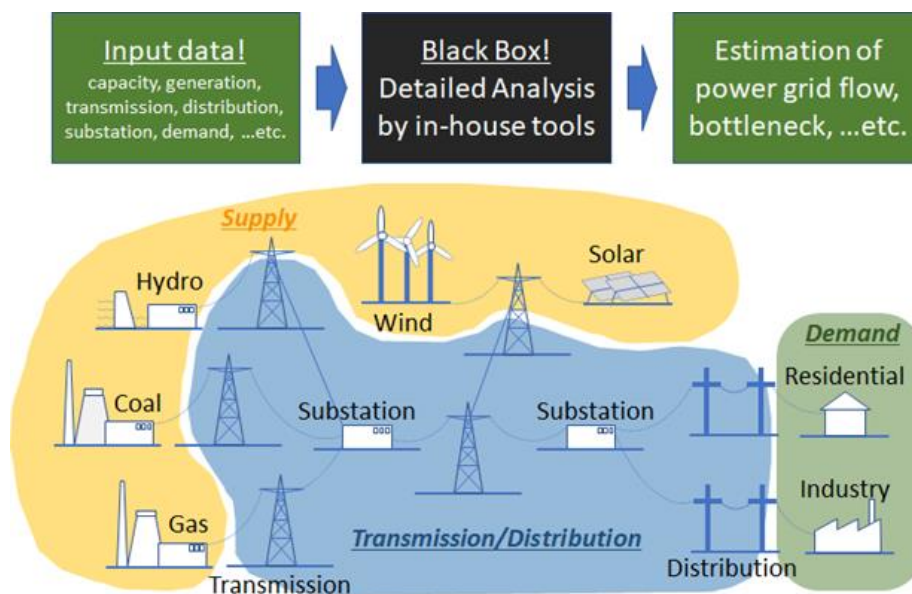 Input data!
capacity, generation,
transmission, distribution,
substation, demand, ...etc.
Black Box!
Detailed Analysis
by in-house tools
Estimation of
power grid flow,
bottleneck, ...etc.
Supply
Hydro
Wind
Solar
Demand
Residential
Coal
Substation
Substation
Gas
Industry
Transmission/Distribution
Transmission
Distribution